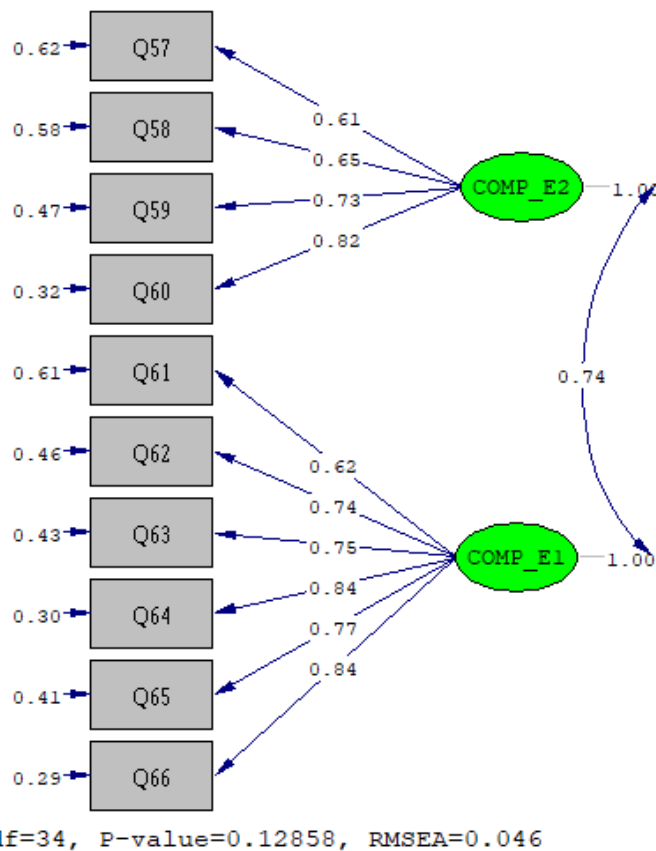 0.62 Q57
0.61
0.58 Q58
0.65
COMP_E2 1.0
0.47 Q59
0.73
0.82
0.32 Q60
0.61 Q61
0.74
0.46 Q62
0.62
0.74
0.43 Q63
0.75
COMP_E1 1.00
0.84
0.30 Q64
0.77
0.84
0.41 Q65
0.29 Q66
df=34, P-value=0.12858, RMSEA=0.046